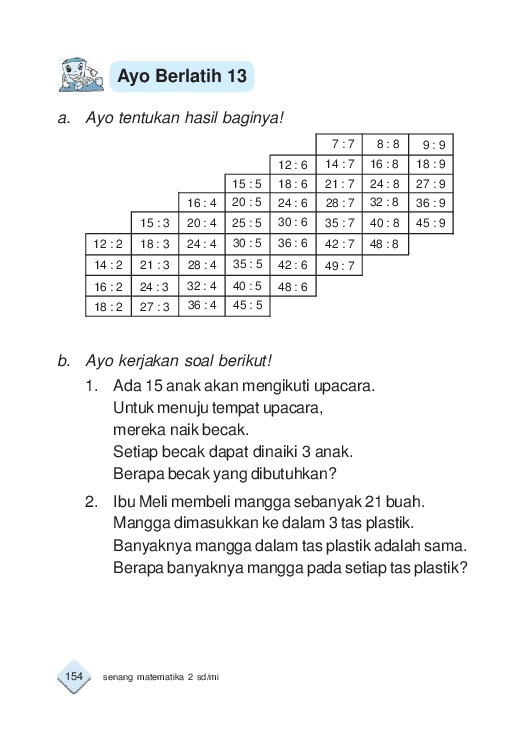 Ayo Berlatih 13
a. Ayo tentukan hasil baginya!
7 : 7 8 : 8 9 : 9
12 : 6 14 : 7 16 : 8 18 : 9
15 : 5 18 : 6 21 : 7 24 : 8 27 : 9
16 : 4 20 : 5 24 : 6 28 : 7 32 : 8 36 : 9
15 : 3 20 : 4 25 : 5 30 : 6 35 : 7 40 : 8 45 : 9
12 : 2 18 : 3 24 : 4 30 : 5 36 : 6 42 : 7 48 : 8
14 : 2 21 : 3 28 : 4 35 : 5 42 : 6 49 : 7
16 : 2 24 : 3 32 : 4 40 : 5 48 : 6
18 : 2 27 : 3 36 : 4 45 : 5
b. Ayo kerjakan soal berikut!
1. Ada 15 anak akan mengikuti upacara.
Untuk menuju tempat upacara,
mereka naik becak.
Setiap becak dapat dinaiki 3 anak.
Berapa becak yang dibutuhkan?
2. Ibu Meli membeli mangga sebanyak 21 buah.
Mangga dimasukkan ke dalam 3 tas plastik.
Banyaknya mangga dalam tas plastik adalah sama.
Berapa banyaknya mangga pada setiap tas plastik?
154 senang matematika 2 sd/mi